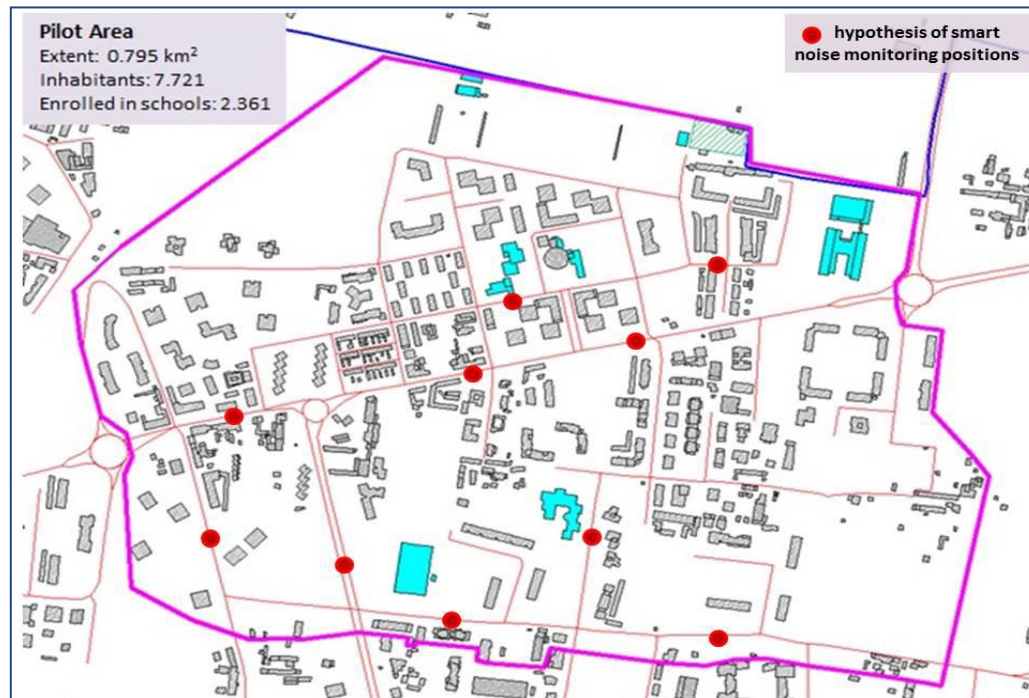 Pilot Area
Extent: 0.795 km²
Inhabitants: 7.721
Enrolled in schools: 2.361
hypothesis of smart
noise monitoring positions